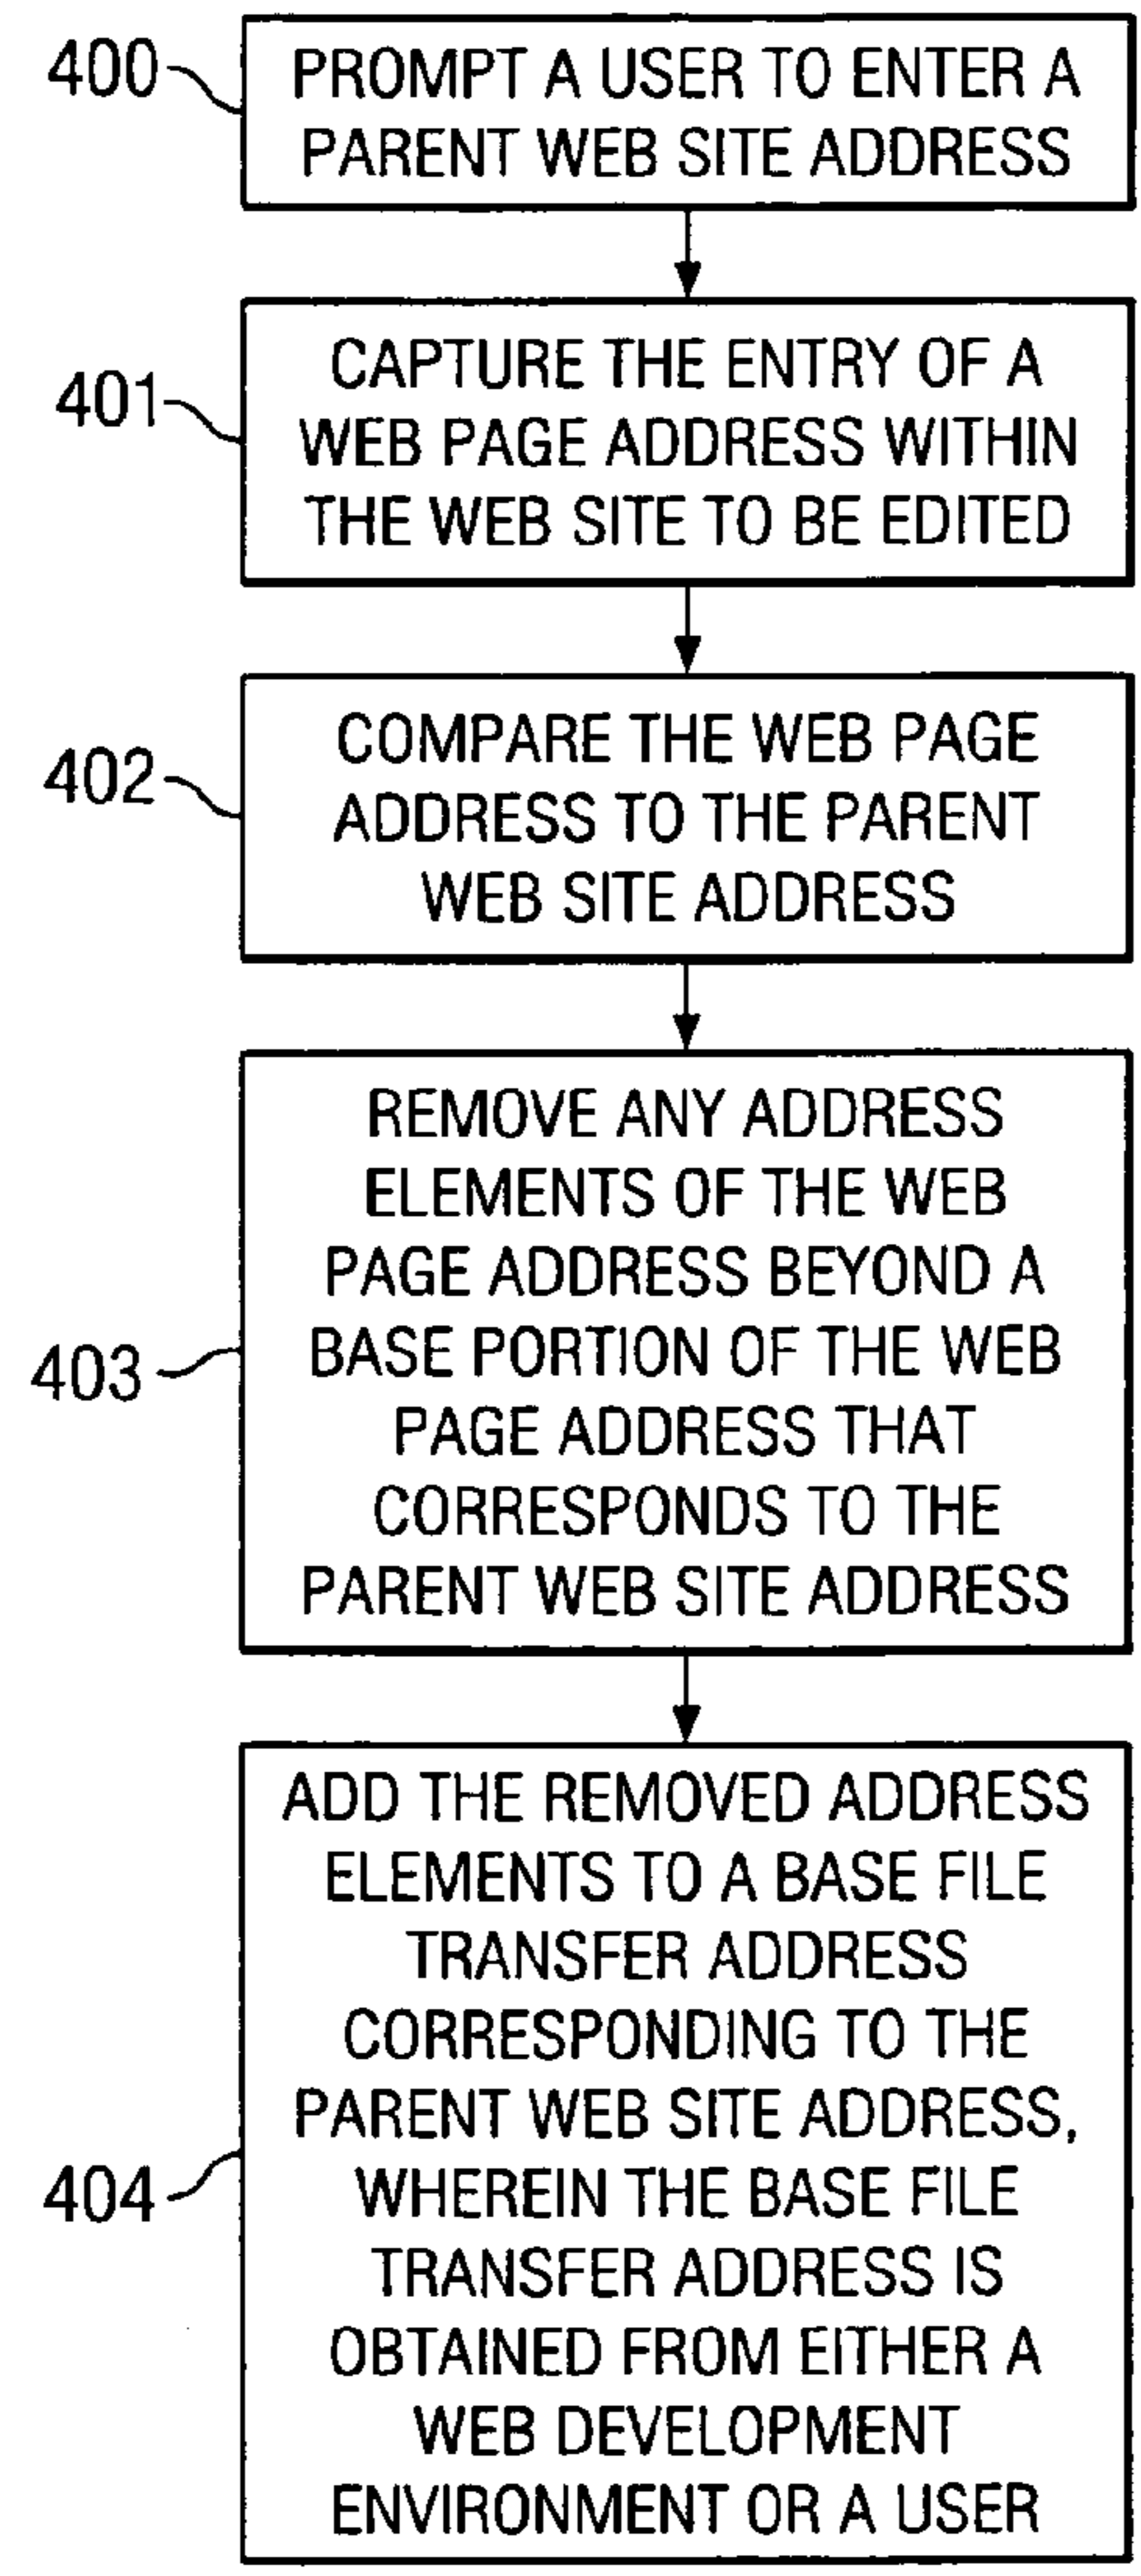 400
PROMPT A USER TO ENTER A
PARENT WEB SITE ADDRESS
401
CAPTURE THE ENTRY OF A
WEB PAGE ADDRESS WITHIN
THE WEB SITE TO BE EDITED
402
COMPARE THE WEB PAGE
ADDRESS TO THE PARENT
WEB SITE ADDRESS
403
REMOVE ANY ADDRESS
ELEMENTS OF THE WEB
PAGE ADDRESS BEYOND A
BASE PORTION OF THE WEB
PAGE ADDRESS THAT
CORRESPONDS TO THE
PARENT WEB SITE ADDRESS
404
ADD THE REMOVED ADDRESS
ELEMENTS TO A BASE FILE
TRANSFER ADDRESS
CORRESPONDING TO THE
PARENT WEB SITE ADDRESS,
WHEREIN THE BASE FILE
TRANSFER ADDRESS IS
OBTAINED FROM EITHER A
WEB DEVELOPMENT
ENVIRONMENT OR A USER